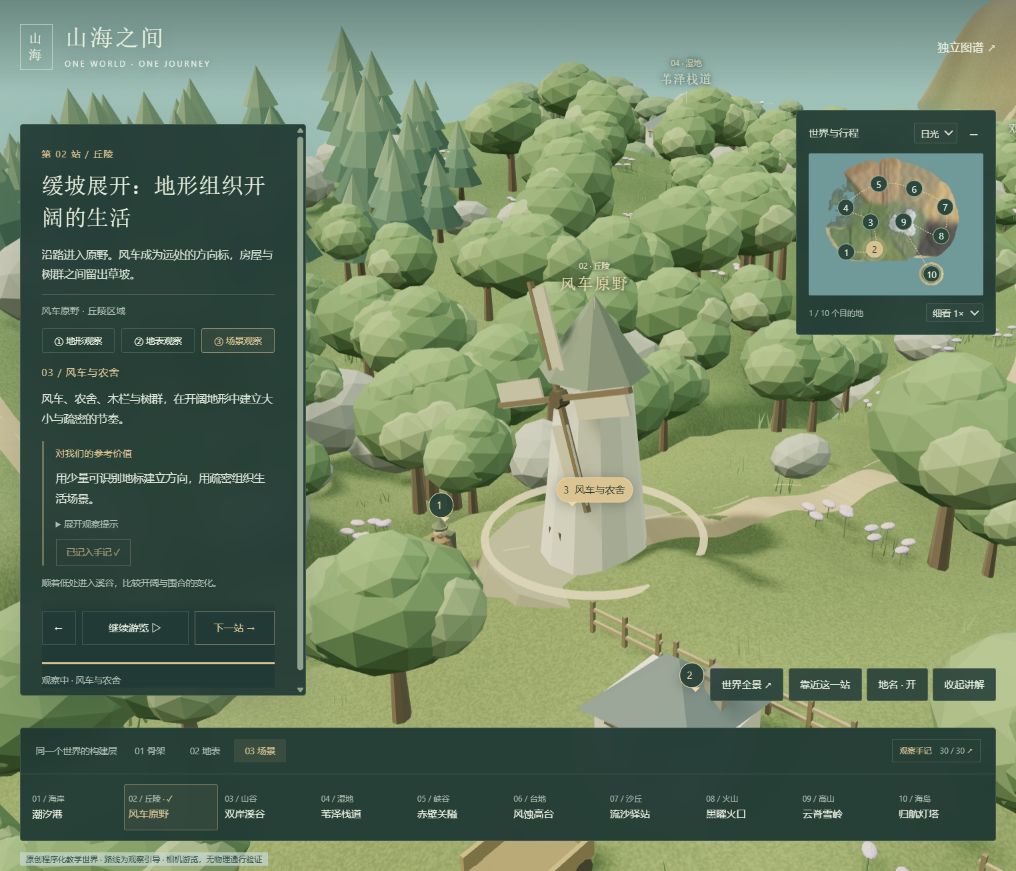 山海
山海之间
ONE WORLD · ONE JOURNEY
独立图谱 ↗
04 · 湿地
苇泽栈道
第 02 站 / 丘陵
缓坡展开：地形组织开
阔的生活
沿路进入原野。风车成为远处的方向标，房屋与
树群之间留出草坡。
风车原野 · 丘陵区域
① 地形观察
② 地表观察
③ 场景观察
03 / 风车与农舍
风车、农舍、木栏与树群，在开阔地形中建立大
小与疏密的节奏。
对我们的参考价值
用少量可识别地标建立方向，用疏密组织生
活场景。
▶ 展开观察提示
已记入手记 ✓
顺着低处进入溪谷，比较开阔与围合的变化。
←
继续游览 ▷
下一站 →
观察中 · 风车与农舍
世界与行程
日光
−
5
6
4
7
3
9
8
1
2
10
1 / 10 个目的地
细看 1×
02 · 丘陵
风车原野
1
3 风车与农舍
2
世界全景 ↗
靠近这一站
地名 · 开
收起讲解
同一个世界的构建层
01 骨架
02 地表
03 场景
观察手记 30 / 30 ↗
01 / 海岸
潮汐港
02 / 丘陵 · ✓
风车原野
03 / 山谷
双岸溪谷
04 / 湿地
苇泽栈道
05 / 峡谷
赤壁关隘
06 / 台地
风蚀高台
07 / 沙丘
流沙驿站
08 / 火山
黑曜火口
09 / 高山
云脊雪岭
10 / 海岛
归航灯塔
原创程序化教学世界 · 路线为观察引导 · 相机游览，无物理通行验证